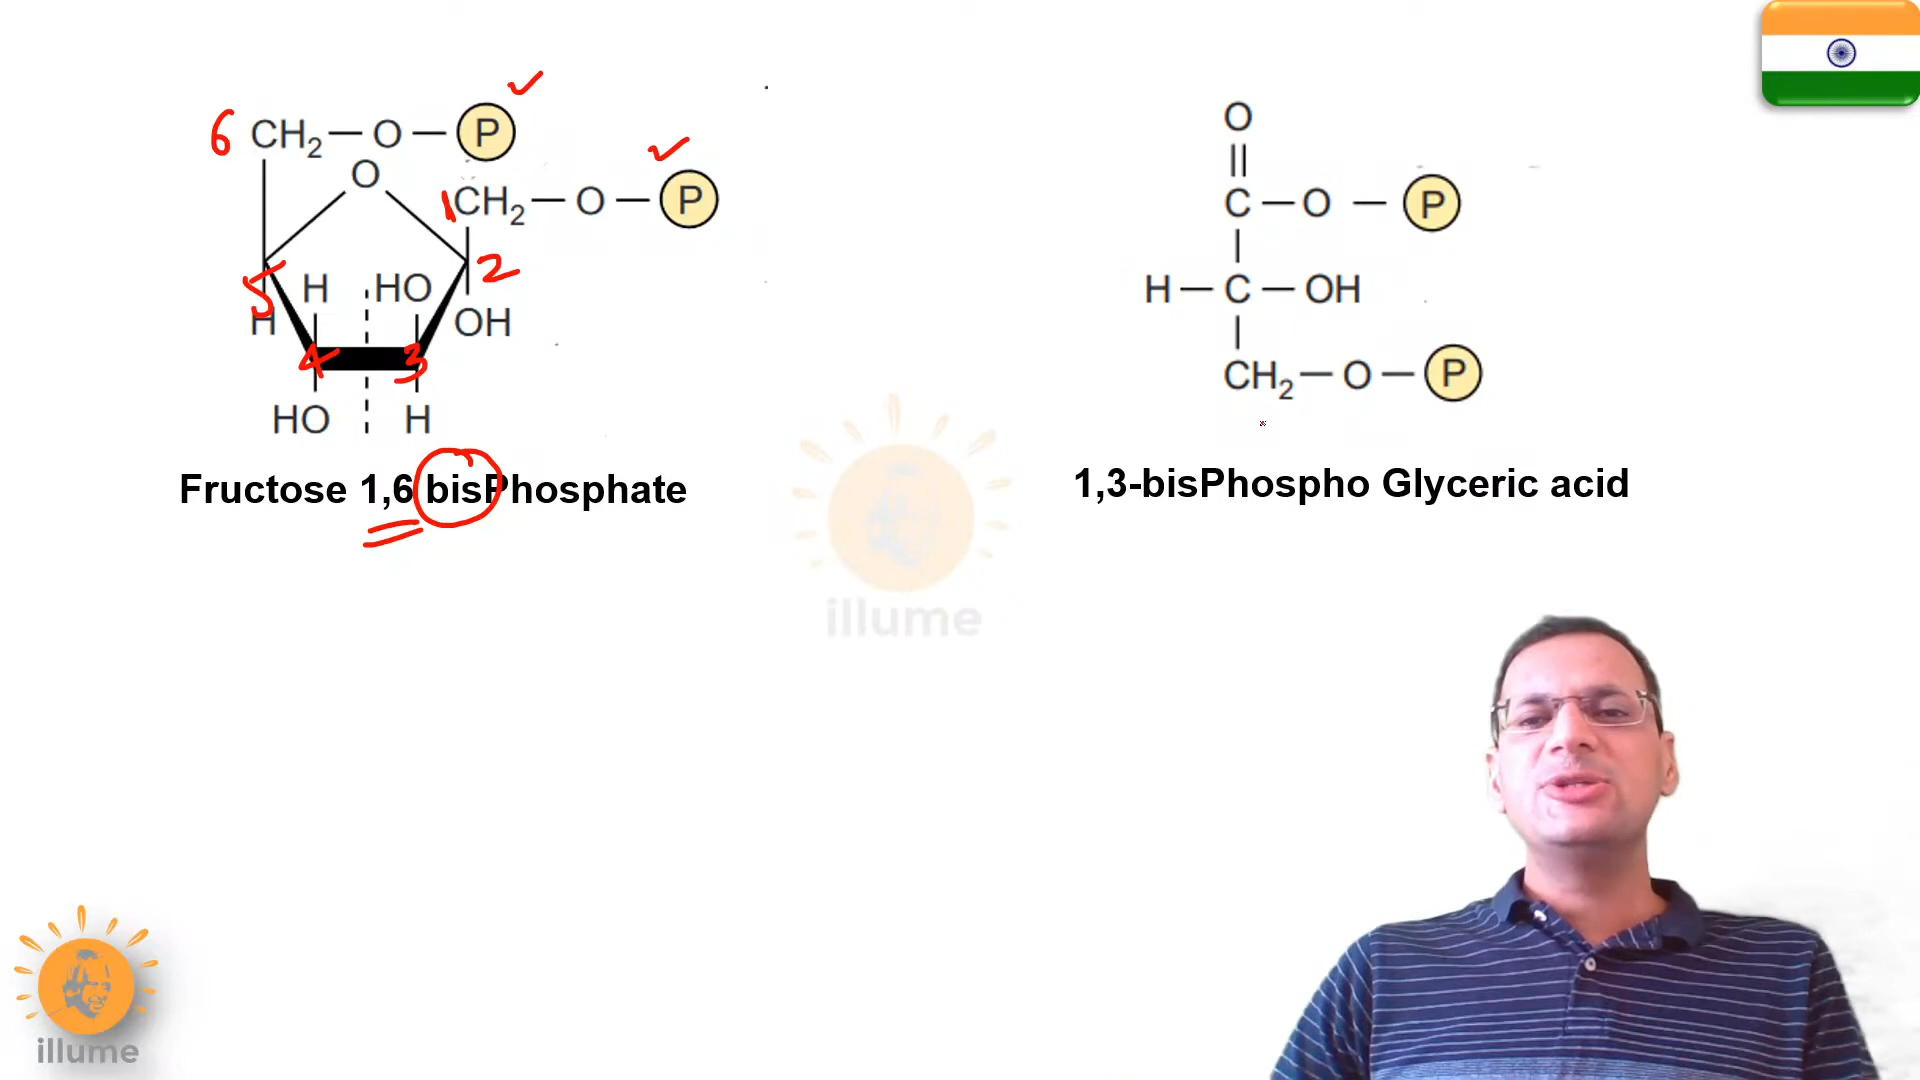 6 CH2—O—P
O
1 CH2—O—P
5 2
H HO
H OH
4 3
HO H
Fructose 1,6 bisPhosphate
O
C—O—P
H—C—OH
CH2—O—P
1,3-bisPhospho Glyceric acid
illume
illume